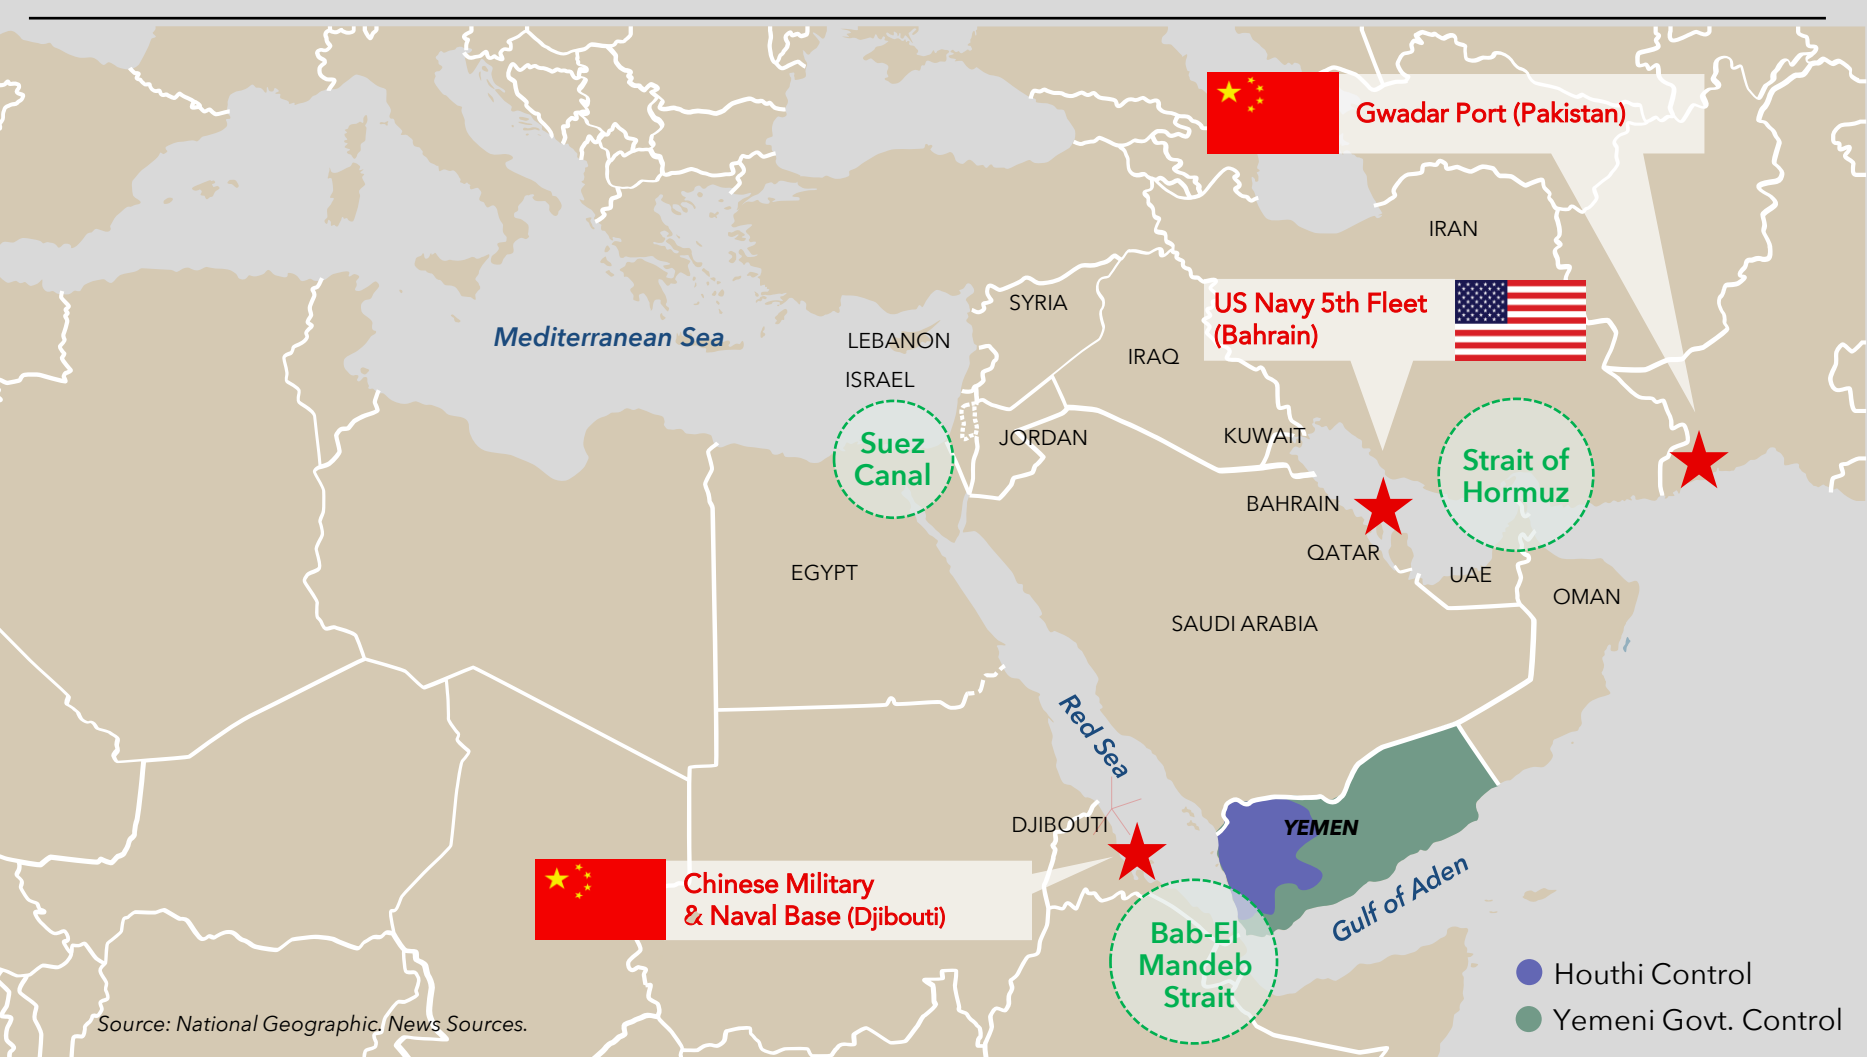 Gwadar Port (Pakistan)
IRAN
US Navy 5th Fleet
(Bahrain)
SYRIA
Mediterranean Sea
LEBANON
IRAQ
ISRAEL
Suez
Canal
JORDAN
KUWAIT
Strait of
Hormuz
BAHRAIN
QATAR
EGYPT
UAE
OMAN
SAUDI ARABIA
Red Sea
DJIBOUTI
YEMEN
Chinese Military
& Naval Base (Djibouti)
Gulf of Aden
Bab-El
Mandeb
Strait
Houthi Control
Yemeni Govt. Control
Source: National Geographic. News Sources.